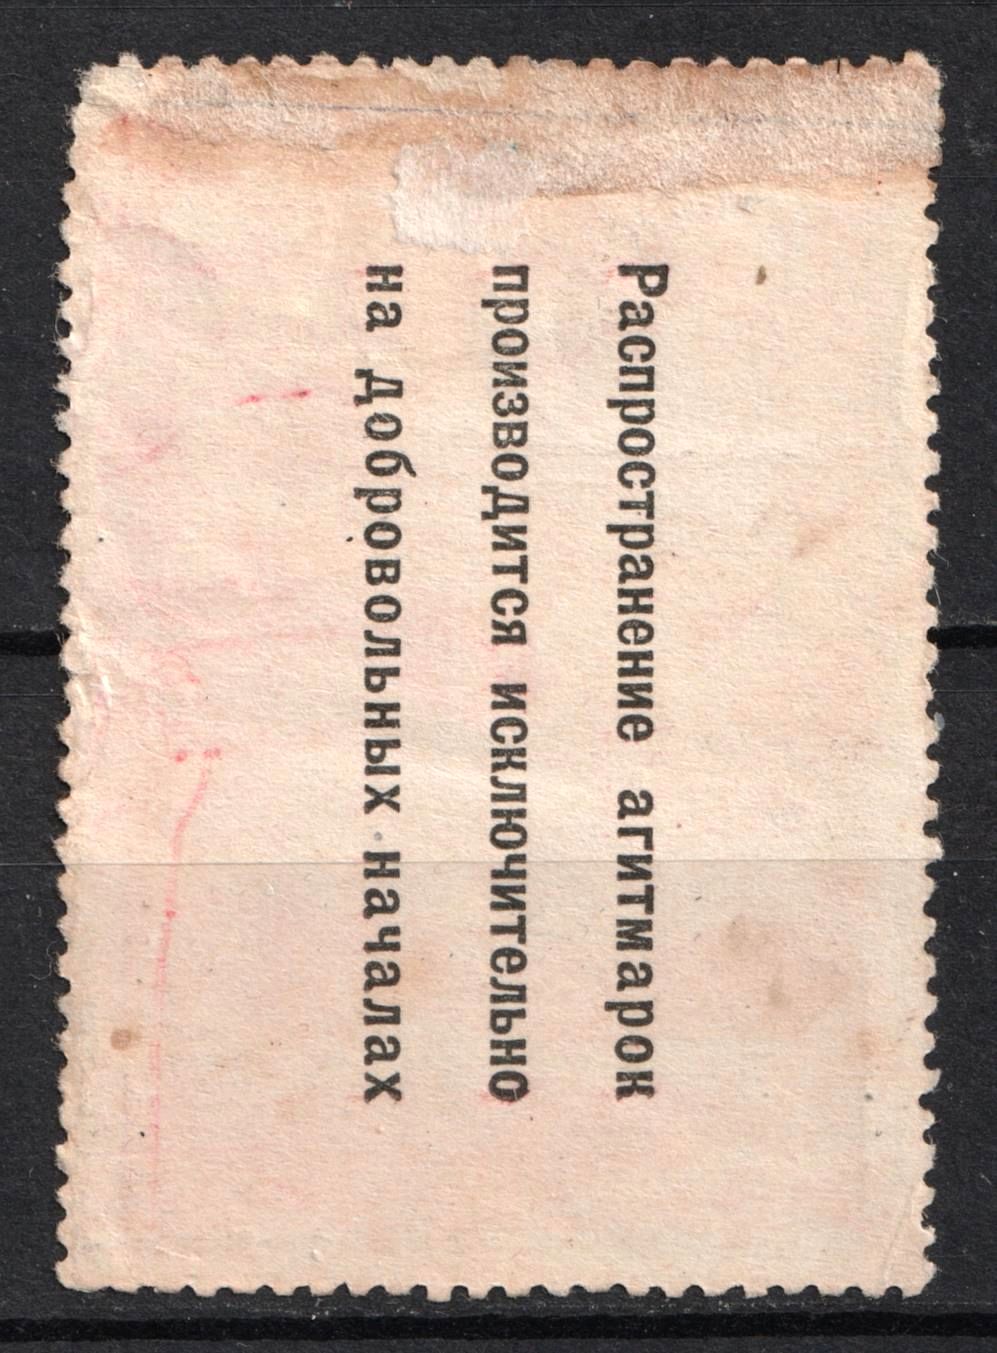 Распространение агитмарок
производится исключительно
на добровольных началах